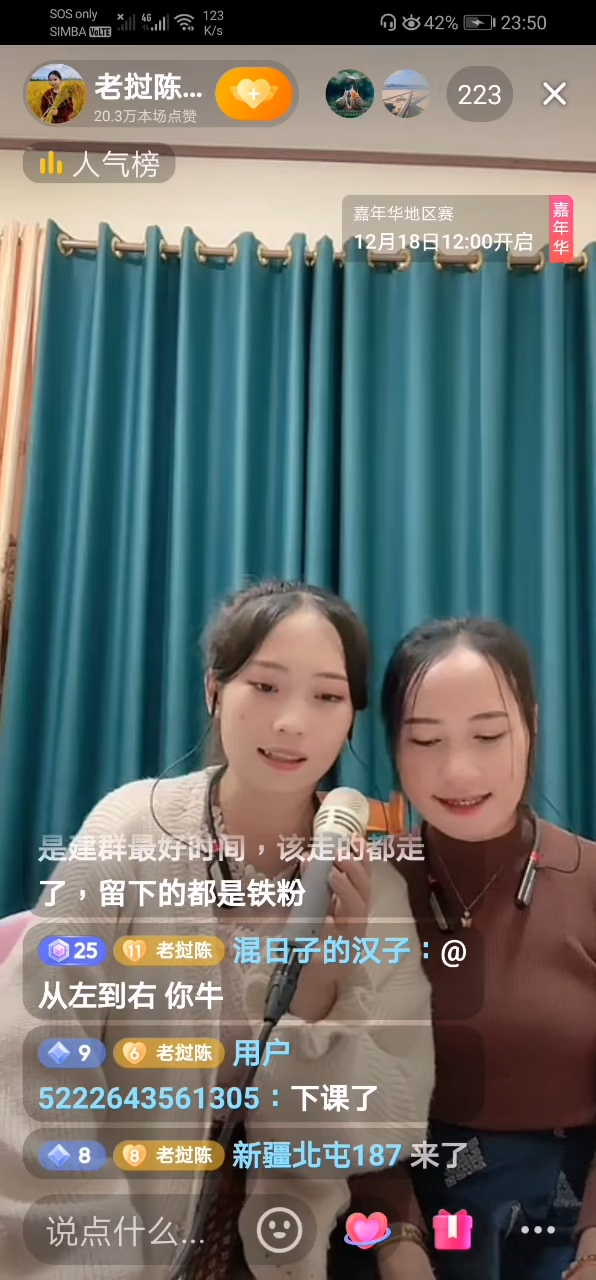 SOS only
SIMBA VoLTE
4G
123
K/s
42%
23:50
老挝陈...
20.3万本场点赞
223
人气榜
嘉年华地区赛
12月18日12:00开启
嘉年华
是建群最好时间，该走的都走
了，留下的都是铁粉
25 11 老挝陈 混日子的汉子：@
从左到右 你牛
9 6 老挝陈 用户
5222643561305：下课了
8 8 老挝陈 新疆北屯187 来了
说点什么...